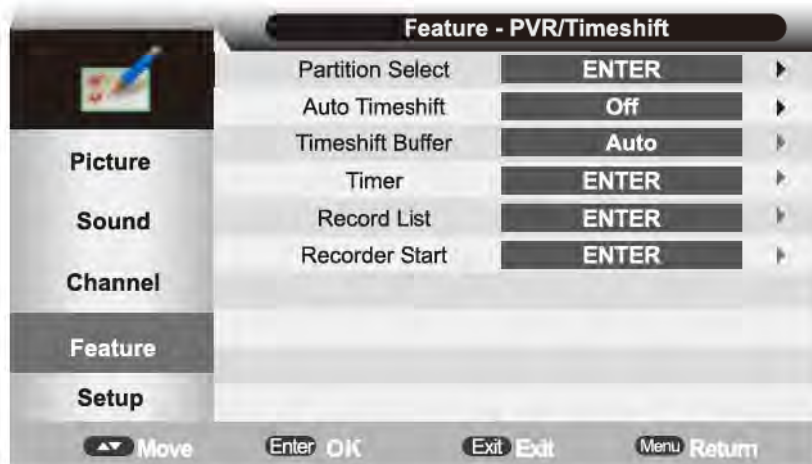 Feature - PVR/Timeshift
Partition Select ENTER
Auto Timeshift Off
Timeshift Buffer Auto
Timer ENTER
Record List ENTER
Recorder Start ENTER
Picture
Sound
Channel
Feature
Setup
Move Enter OK Exit Exit Menu Return